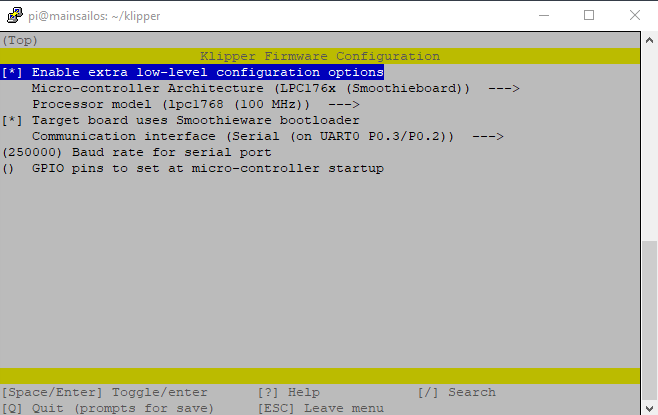 pi@mainsailos: ~/klipper
(Top)
Klipper Firmware Configuration
[*] Enable extra low-level configuration options
Micro-controller Architecture (LPC176x (Smoothieboard)) --->
Processor model (lpc1768 (100 MHz)) --->
[*] Target board uses Smoothieware bootloader
Communication interface (Serial (on UART0 P0.3/P0.2)) --->
(250000) Baud rate for serial port
() GPIO pins to set at micro-controller startup
[Space/Enter] Toggle/enter [?] Help [/] Search
[Q] Quit (prompts for save) [ESC] Leave menu